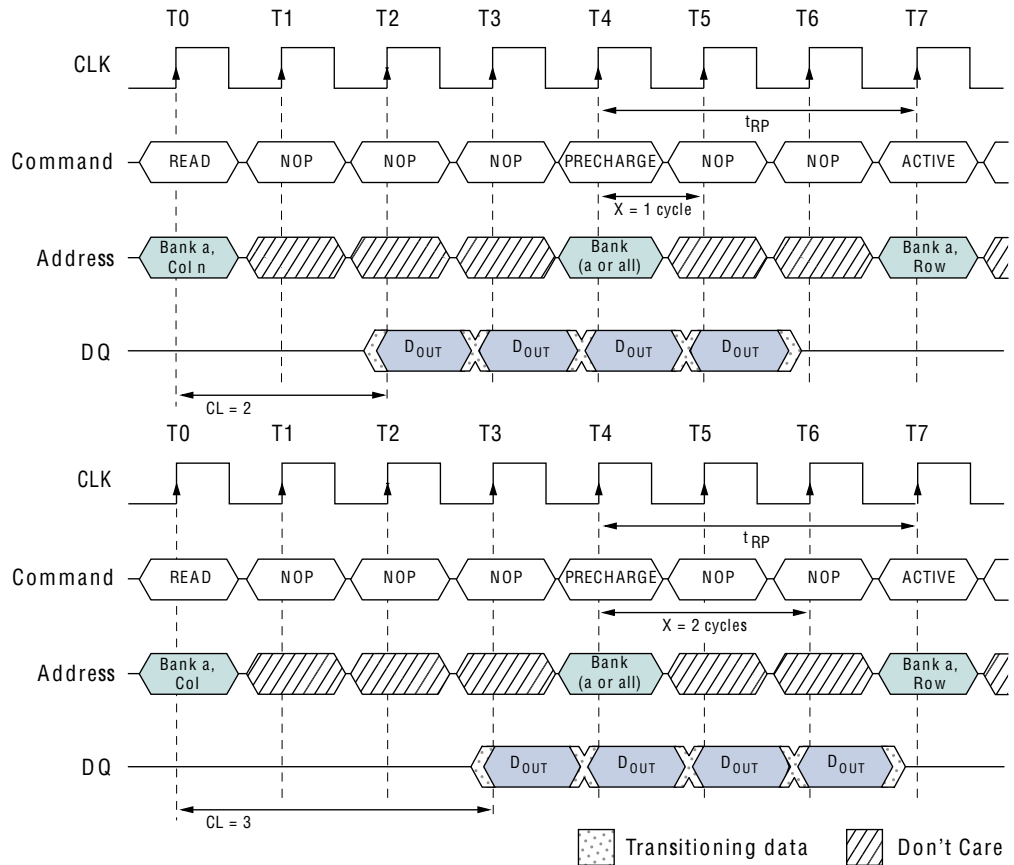 T0 T1 T2 T3 T4 T5 T6 T7
CLK
tRP
Command READ NOP NOP NOP PRECHARGE NOP NOP ACTIVE
X = 1 cycle
Address Bank a, Col n Bank (a or all) Bank a, Row
DQ DOUT DOUT DOUT DOUT
CL = 2
T0 T1 T2 T3 T4 T5 T6 T7
CLK
tRP
Command READ NOP NOP NOP PRECHARGE NOP NOP ACTIVE
X = 2 cycles
Address Bank a, Col Bank (a or all) Bank a, Row
DQ DOUT DOUT DOUT DOUT
CL = 3
Transitioning data Don't Care